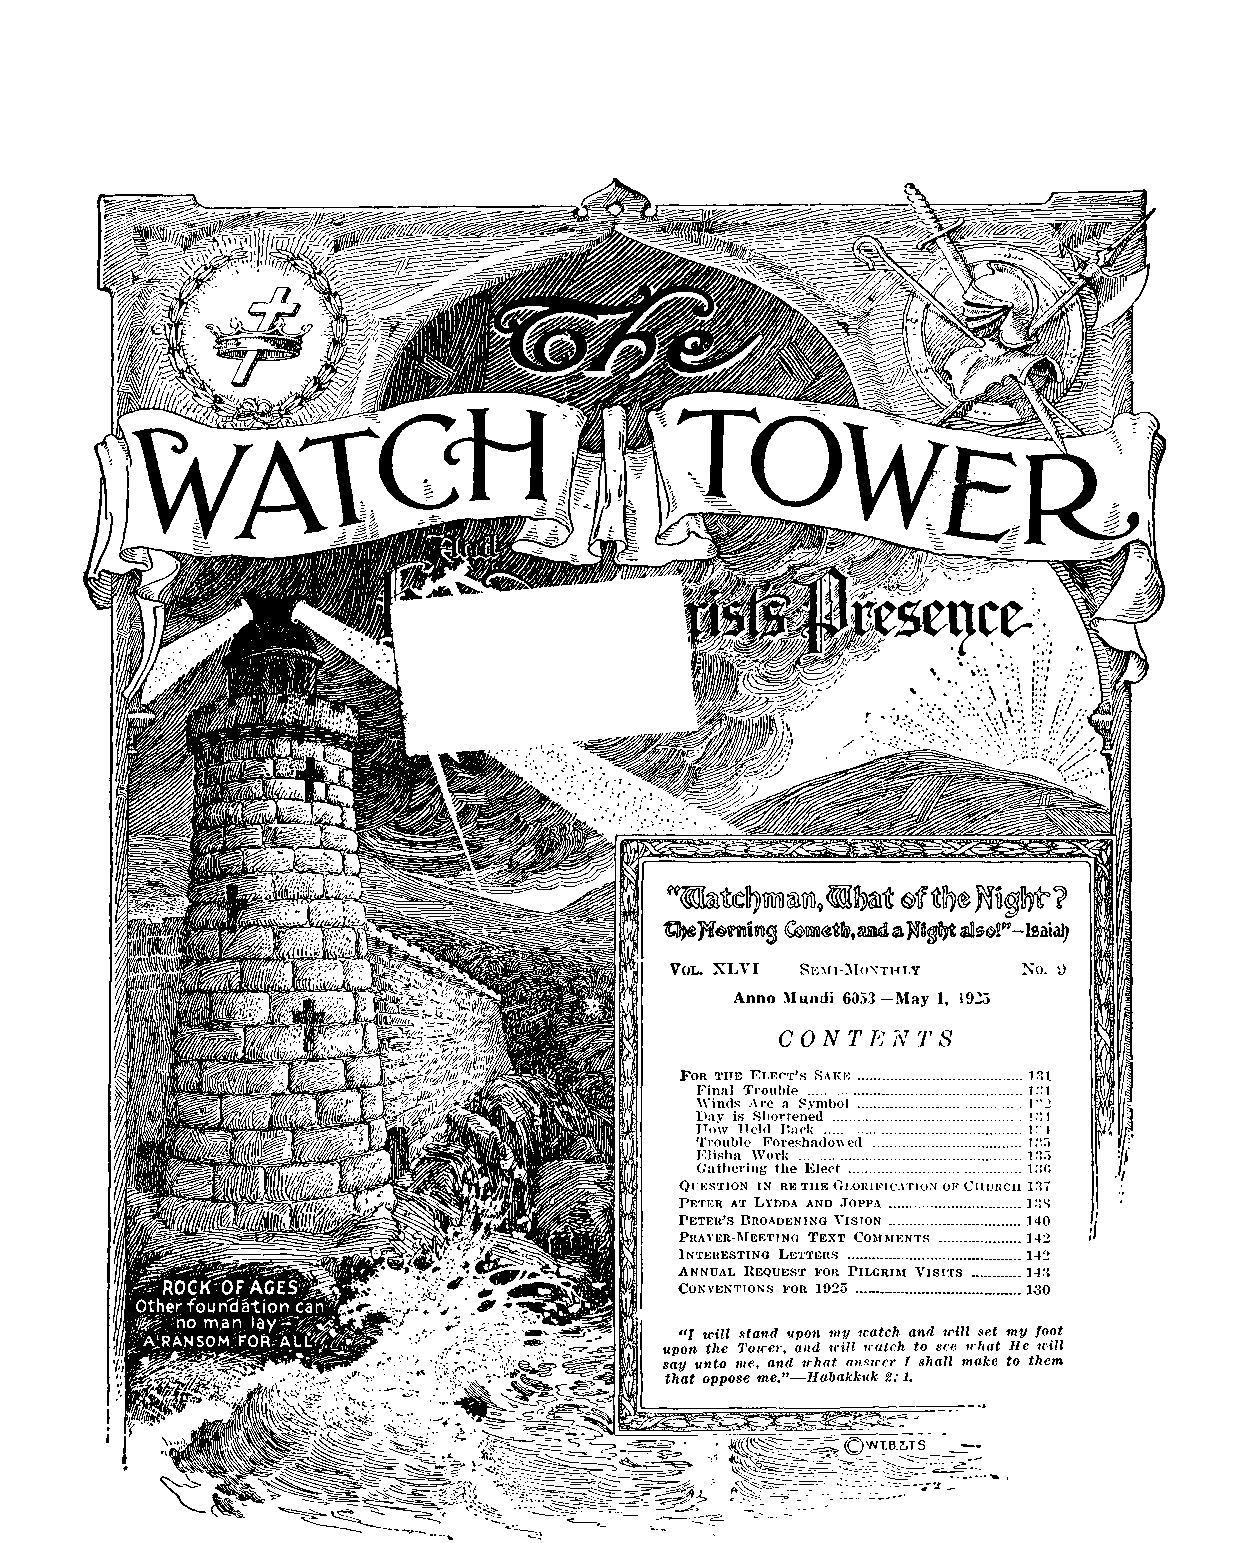 The
WATCH TOWER
And
rist's Presence
"Watchman, What of the Night?
The Morning Cometh, and a Night also!"—Isaiah
VOL. XLVI SEMI-MONTHLY No. 9
Anno Mundi 6053—May 1, 1925
CONTENTS
FOR THE ELECT'S SAKE 131
Final Trouble 131
Winds Are a Symbol
Day is Shortened 134
How Held Back
Trouble Foreshadowed 135
Elisha Work 135
Gathering the Elect 136
QUESTION IN RE THE GLORIFICATION OF CHURCH 137
PETER AT LYDDA AND JOPPA 138
PETER'S BROADENING VISION 140
PRAYER-MEETING TEXT COMMENTS 142
INTERESTING LETTERS 142
ANNUAL REQUEST FOR PILGRIM VISITS 143
CONVENTIONS FOR 1925 130
"I will stand upon my watch and will set my foot
upon the Tower, and will watch to see what He will
say unto me, and what answer I shall make to them
that oppose me."—Habakkuk 2: 1.
ROCK OF AGES
Other foundation can
no man lay—
A RANSOM FOR ALL
© W.T.B.&T.S